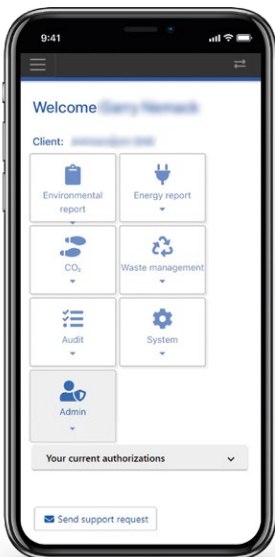 9:41
Welcome
Client:
Environmental
report
Energy report
CO₂
Waste management
Audit
System
Admin
Your current authorizations
Send support request